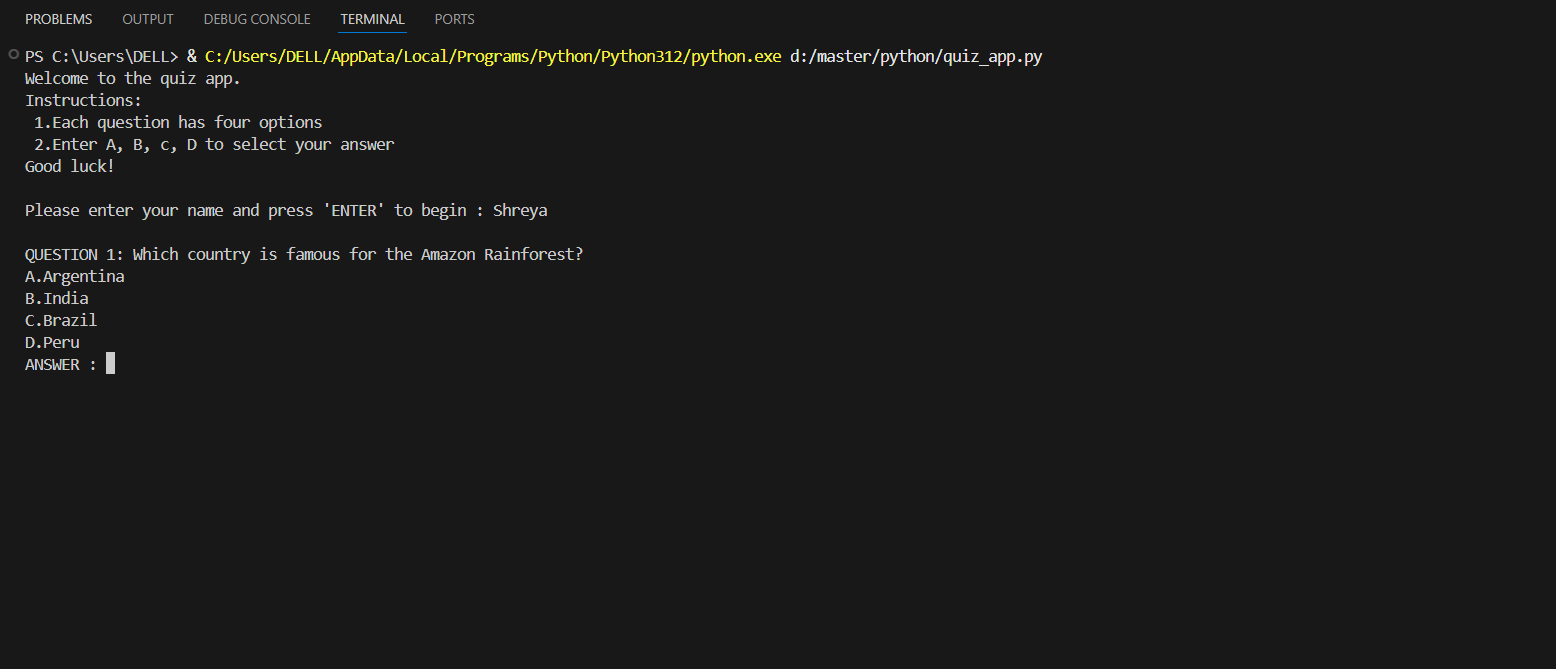 PROBLEMS OUTPUT DEBUG CONSOLE TERMINAL PORTS
PS C:\Users\DELL> & C:/Users/DELL/AppData/Local/Programs/Python/Python312/python.exe d:/master/python/quiz_app.py
Welcome to the quiz app.
Instructions:
 1.Each question has four options
 2.Enter A, B, c, D to select your answer
Good luck!
Please enter your name and press 'ENTER' to begin : Shreya
QUESTION 1: Which country is famous for the Amazon Rainforest?
A.Argentina
B.India
C.Brazil
D.Peru
ANSWER :